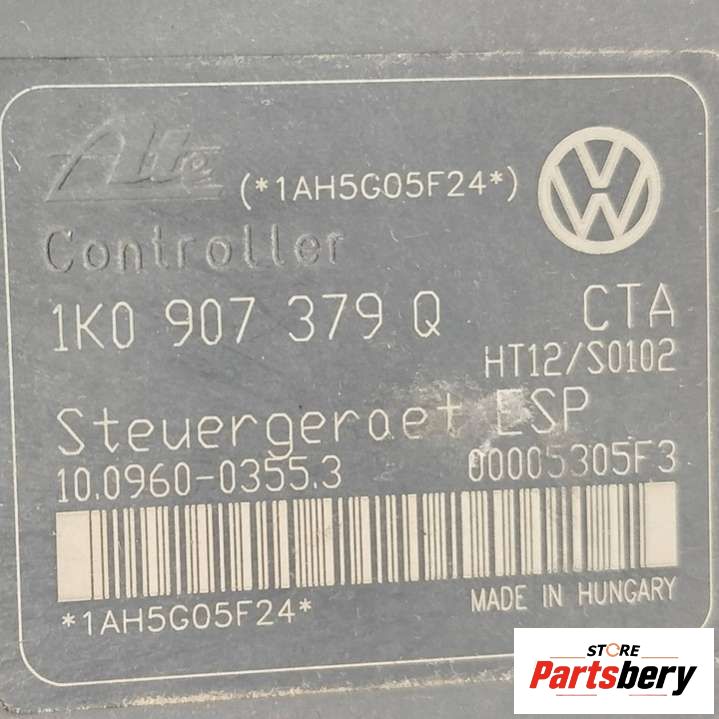 Ate (*1AH5G05F24*)
Controller
1K0 907 379 Q CTA
HT12/S0102
Steuergeraet ESP
10.0960-0355.3 00005305F3
*1AH5G05F24* MADE IN HUNGARY
STORE
Partsbery